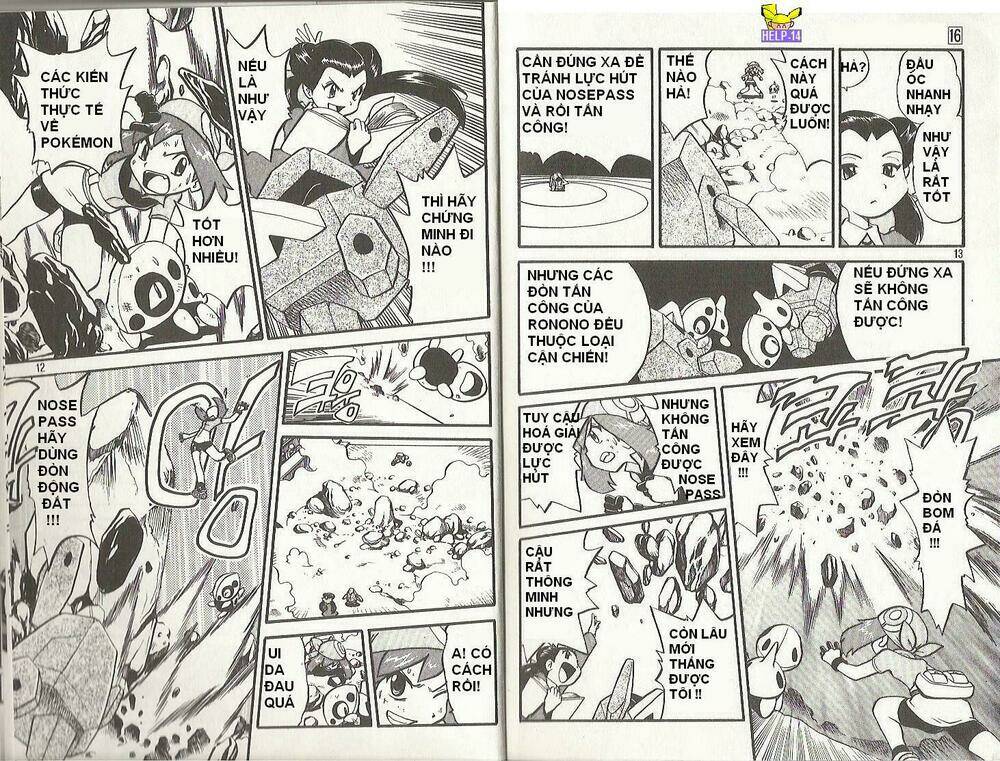 CÁC KIẾN
THỨC
THỰC TẾ
VỀ
POKÉMON
TỐT
HƠN
NHIỀU!
NẾU
LÀ
NHƯ
VẬY
THÌ HÃY
CHỨNG
MINH ĐI
NÀO
!!!
12
NOSE
PASS
HÃY
DÙNG
ĐÒN
ĐỘNG
ĐẤT
!!!
UI
DA
ĐAU
QUÁ
A! CÓ
CÁCH
RỒI!
HELP-14
16
CẦN ĐÚNG XA ĐỂ
TRÁNH LỰC HÚT
CỦA NOSEPASS
VÀ RỒI TẤN
CÔNG!
THẾ
NÀO
HẢ!
CÁCH
NÀY QUÁ
ĐƯỢC
LUÔN!
HẢ?
ĐẦU
ÓC
NHANH
NHẠY
NHƯ
VẬY LÀ
RẤT
TỐT
13
NHƯNG CÁC
ĐÒN TẤN
CÔNG CỦA
RONONO ĐỀU
THUỘC LOẠI
CẬN CHIẾN!
NẾU ĐỨNG XA
SẼ KHÔNG
TẤN CÔNG
ĐƯỢC!
TUY CẬU
HOÁ GIẢI
ĐƯỢC
LỰC
HÚT
NHƯNG
KHÔNG
TẤN
CÔNG
ĐƯỢC
NOSE
PASS
HÃY
XEM
ĐÂY
!!!
ĐÒN
BOM
ĐÁ
!!!
CẬU
RẤT
THÔNG
MINH
NHƯNG
CÒN LÂU
MỚI
THẮNG
ĐƯỢC
TÔI !!